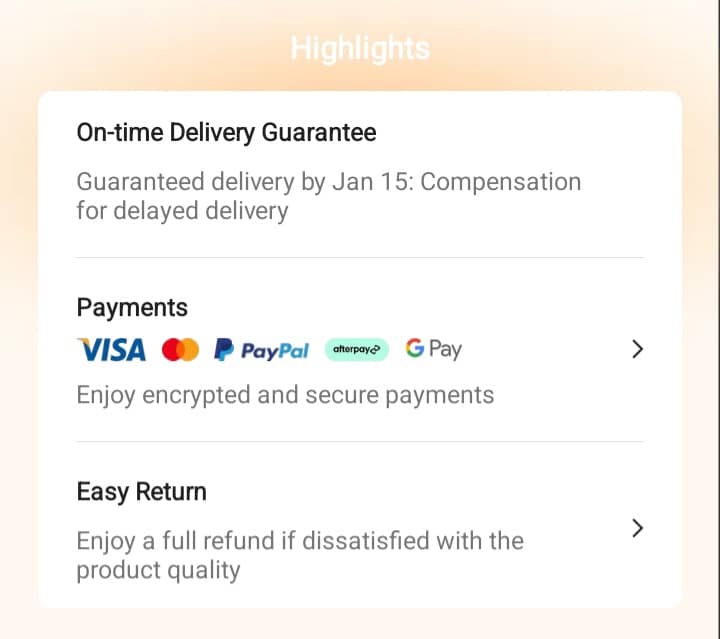 Highlights
On-time Delivery Guarantee
Guaranteed delivery by Jan 15: Compensation
for delayed delivery
Payments
VISA PayPal afterpay G Pay
Enjoy encrypted and secure payments
Easy Return
Enjoy a full refund if dissatisfied with the
product quality